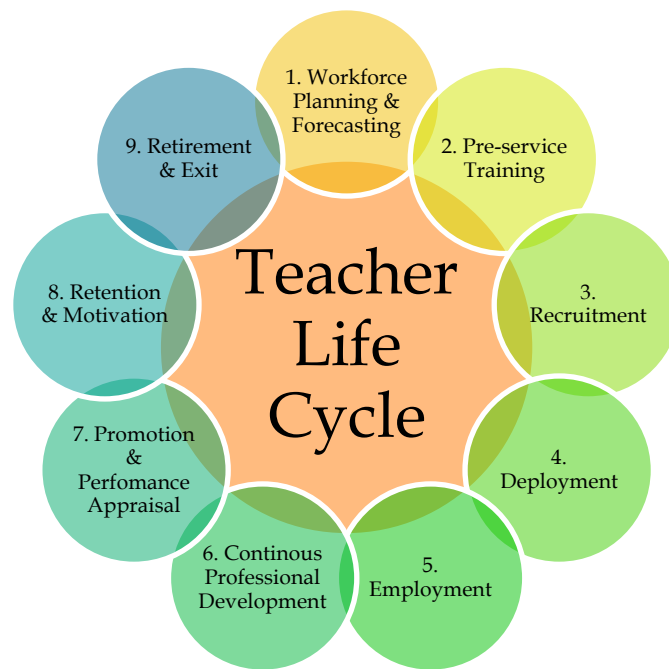 Teacher
Life
Cycle
1. Workforce
Planning &
Forecasting
2. Pre-service
Training
3.
Recruitment
4.
Deployment
5.
Employment
6. Continous
Professional
Development
7. Promotion
&
Perfomance
Appraisal
8. Retention
& Motivation
9. Retirement
& Exit